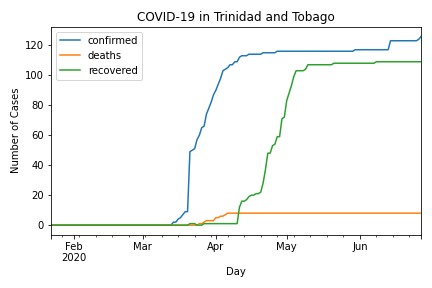 COVID-19 in Trinidad and Tobago
confirmed
deaths
recovered
Number of Cases
120
100
80
60
40
20
0
Feb
2020
Mar
Apr
May
Jun
Day